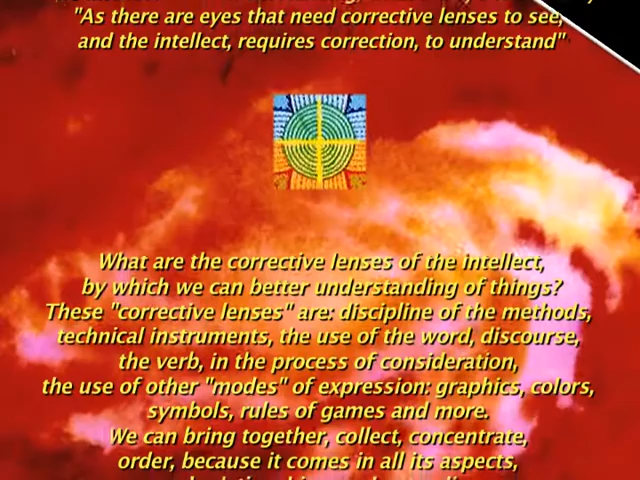 "As there are eyes that need corrective lenses to see,
and the intellect, requires correction, to understand"
What are the corrective lenses of the intellect,
by which we can better understanding of things?
These "corrective lenses" are: discipline of the methods,
technical instruments, the use of the word, discourse,
the verb, in the process of consideration,
the use of other "modes" of expression: graphics, colors,
symbols, rules of games and more.
We can bring together, collect, concentrate,
order, because it comes in all its aspects,